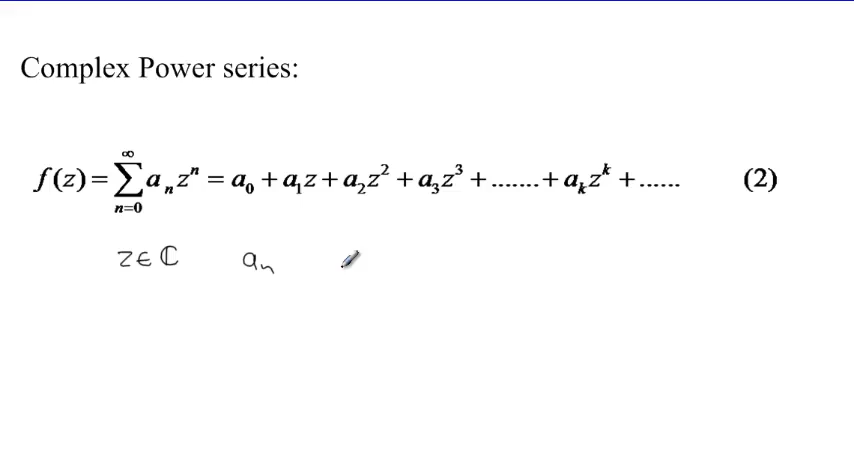 Complex Power series:
f(z) = ∑_{n=0}^{∞} a_n z^n = a_0 + a_1z + a_2z^2 + a_3z^3 + ....... + a_kz^k + ...... (2)
z ∈ ℂ a_n